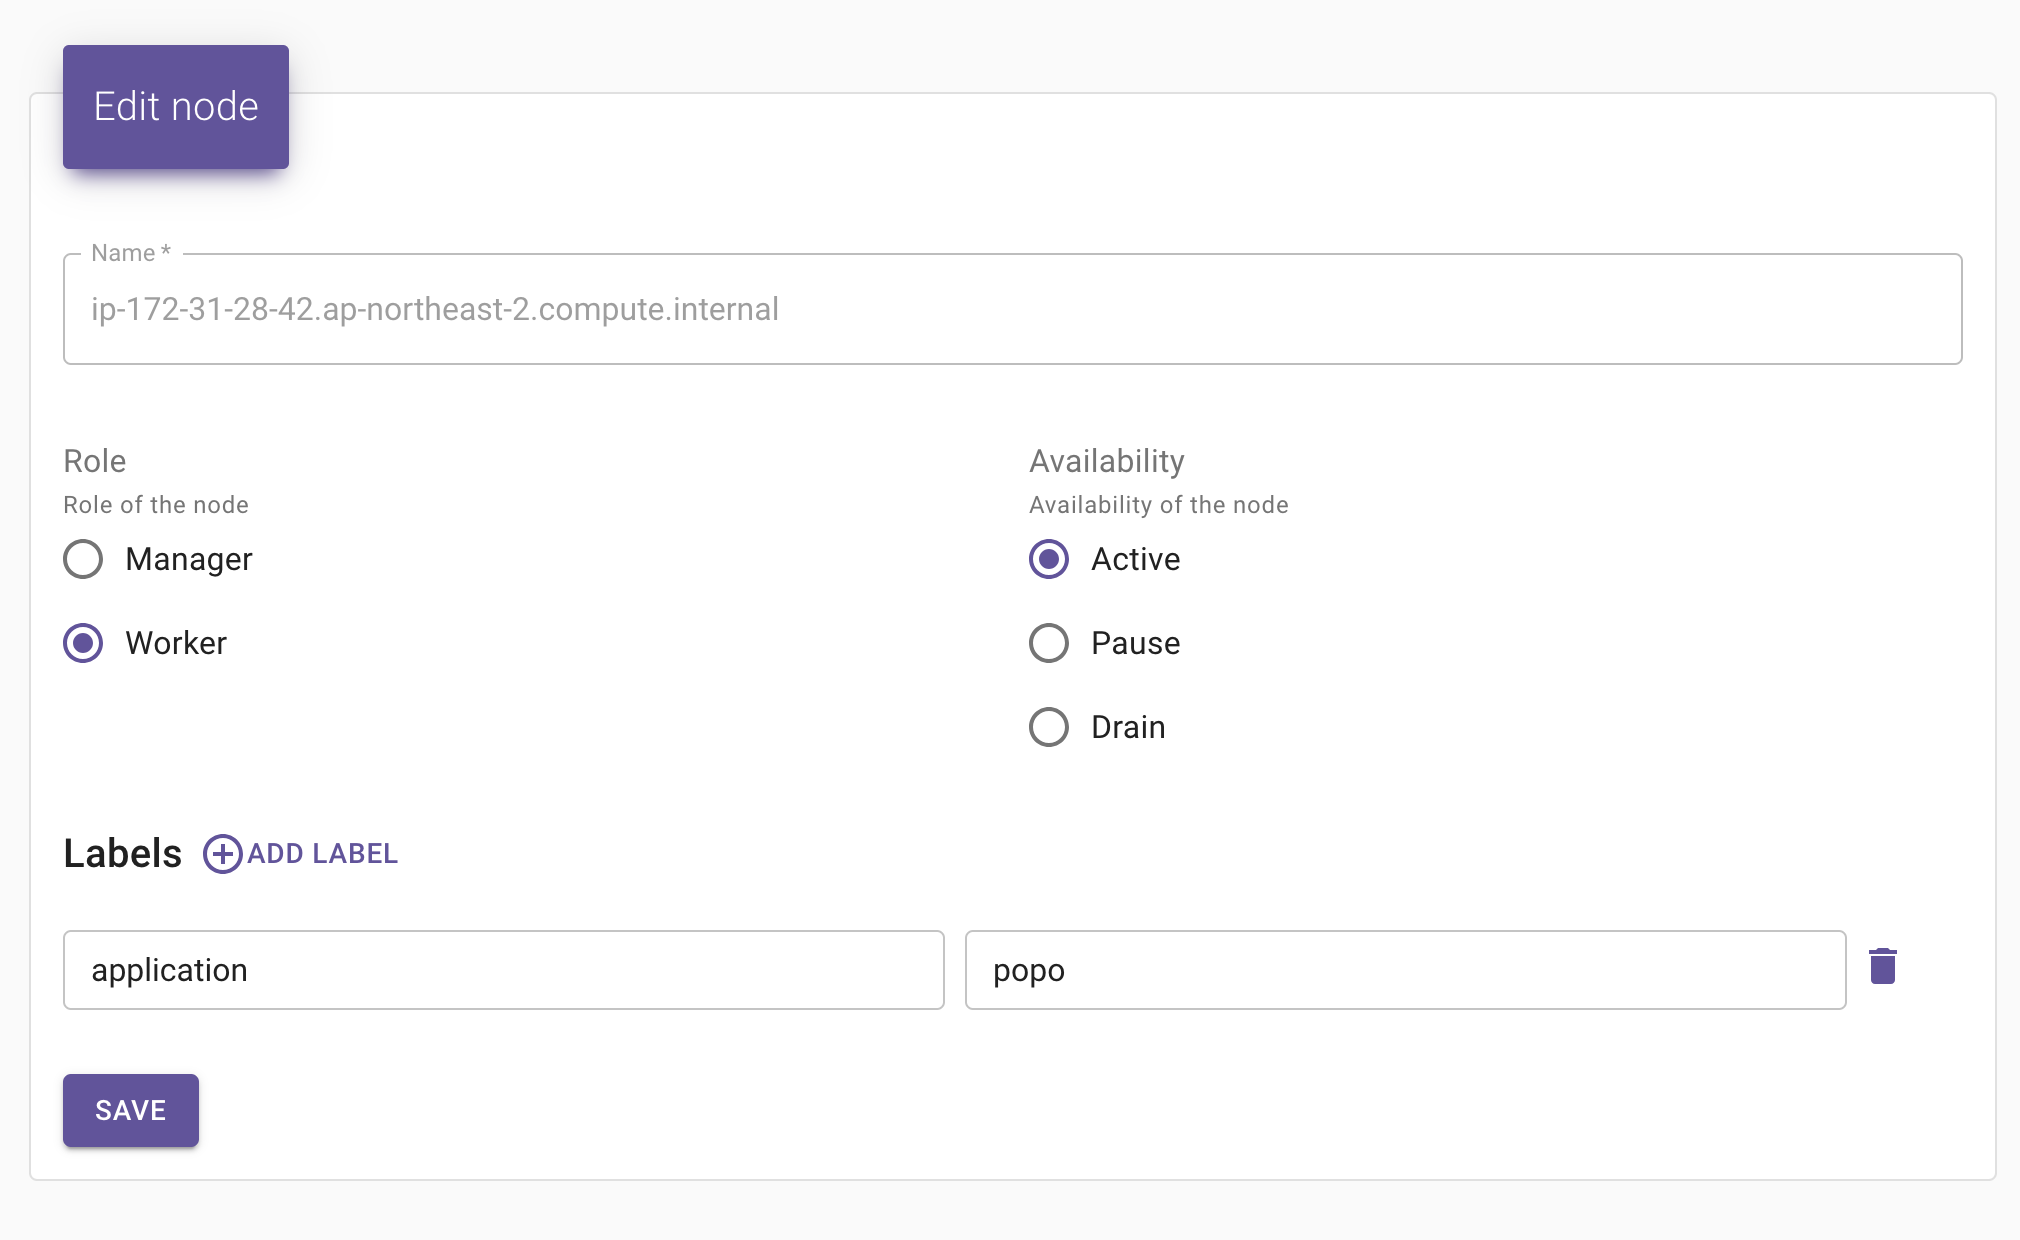 Edit node
Name *
ip-172-31-28-42.ap-northeast-2.compute.internal
Role
Role of the node
Manager
Worker
Availability
Availability of the node
Active
Pause
Drain
Labels ADD LABEL
application popo
SAVE